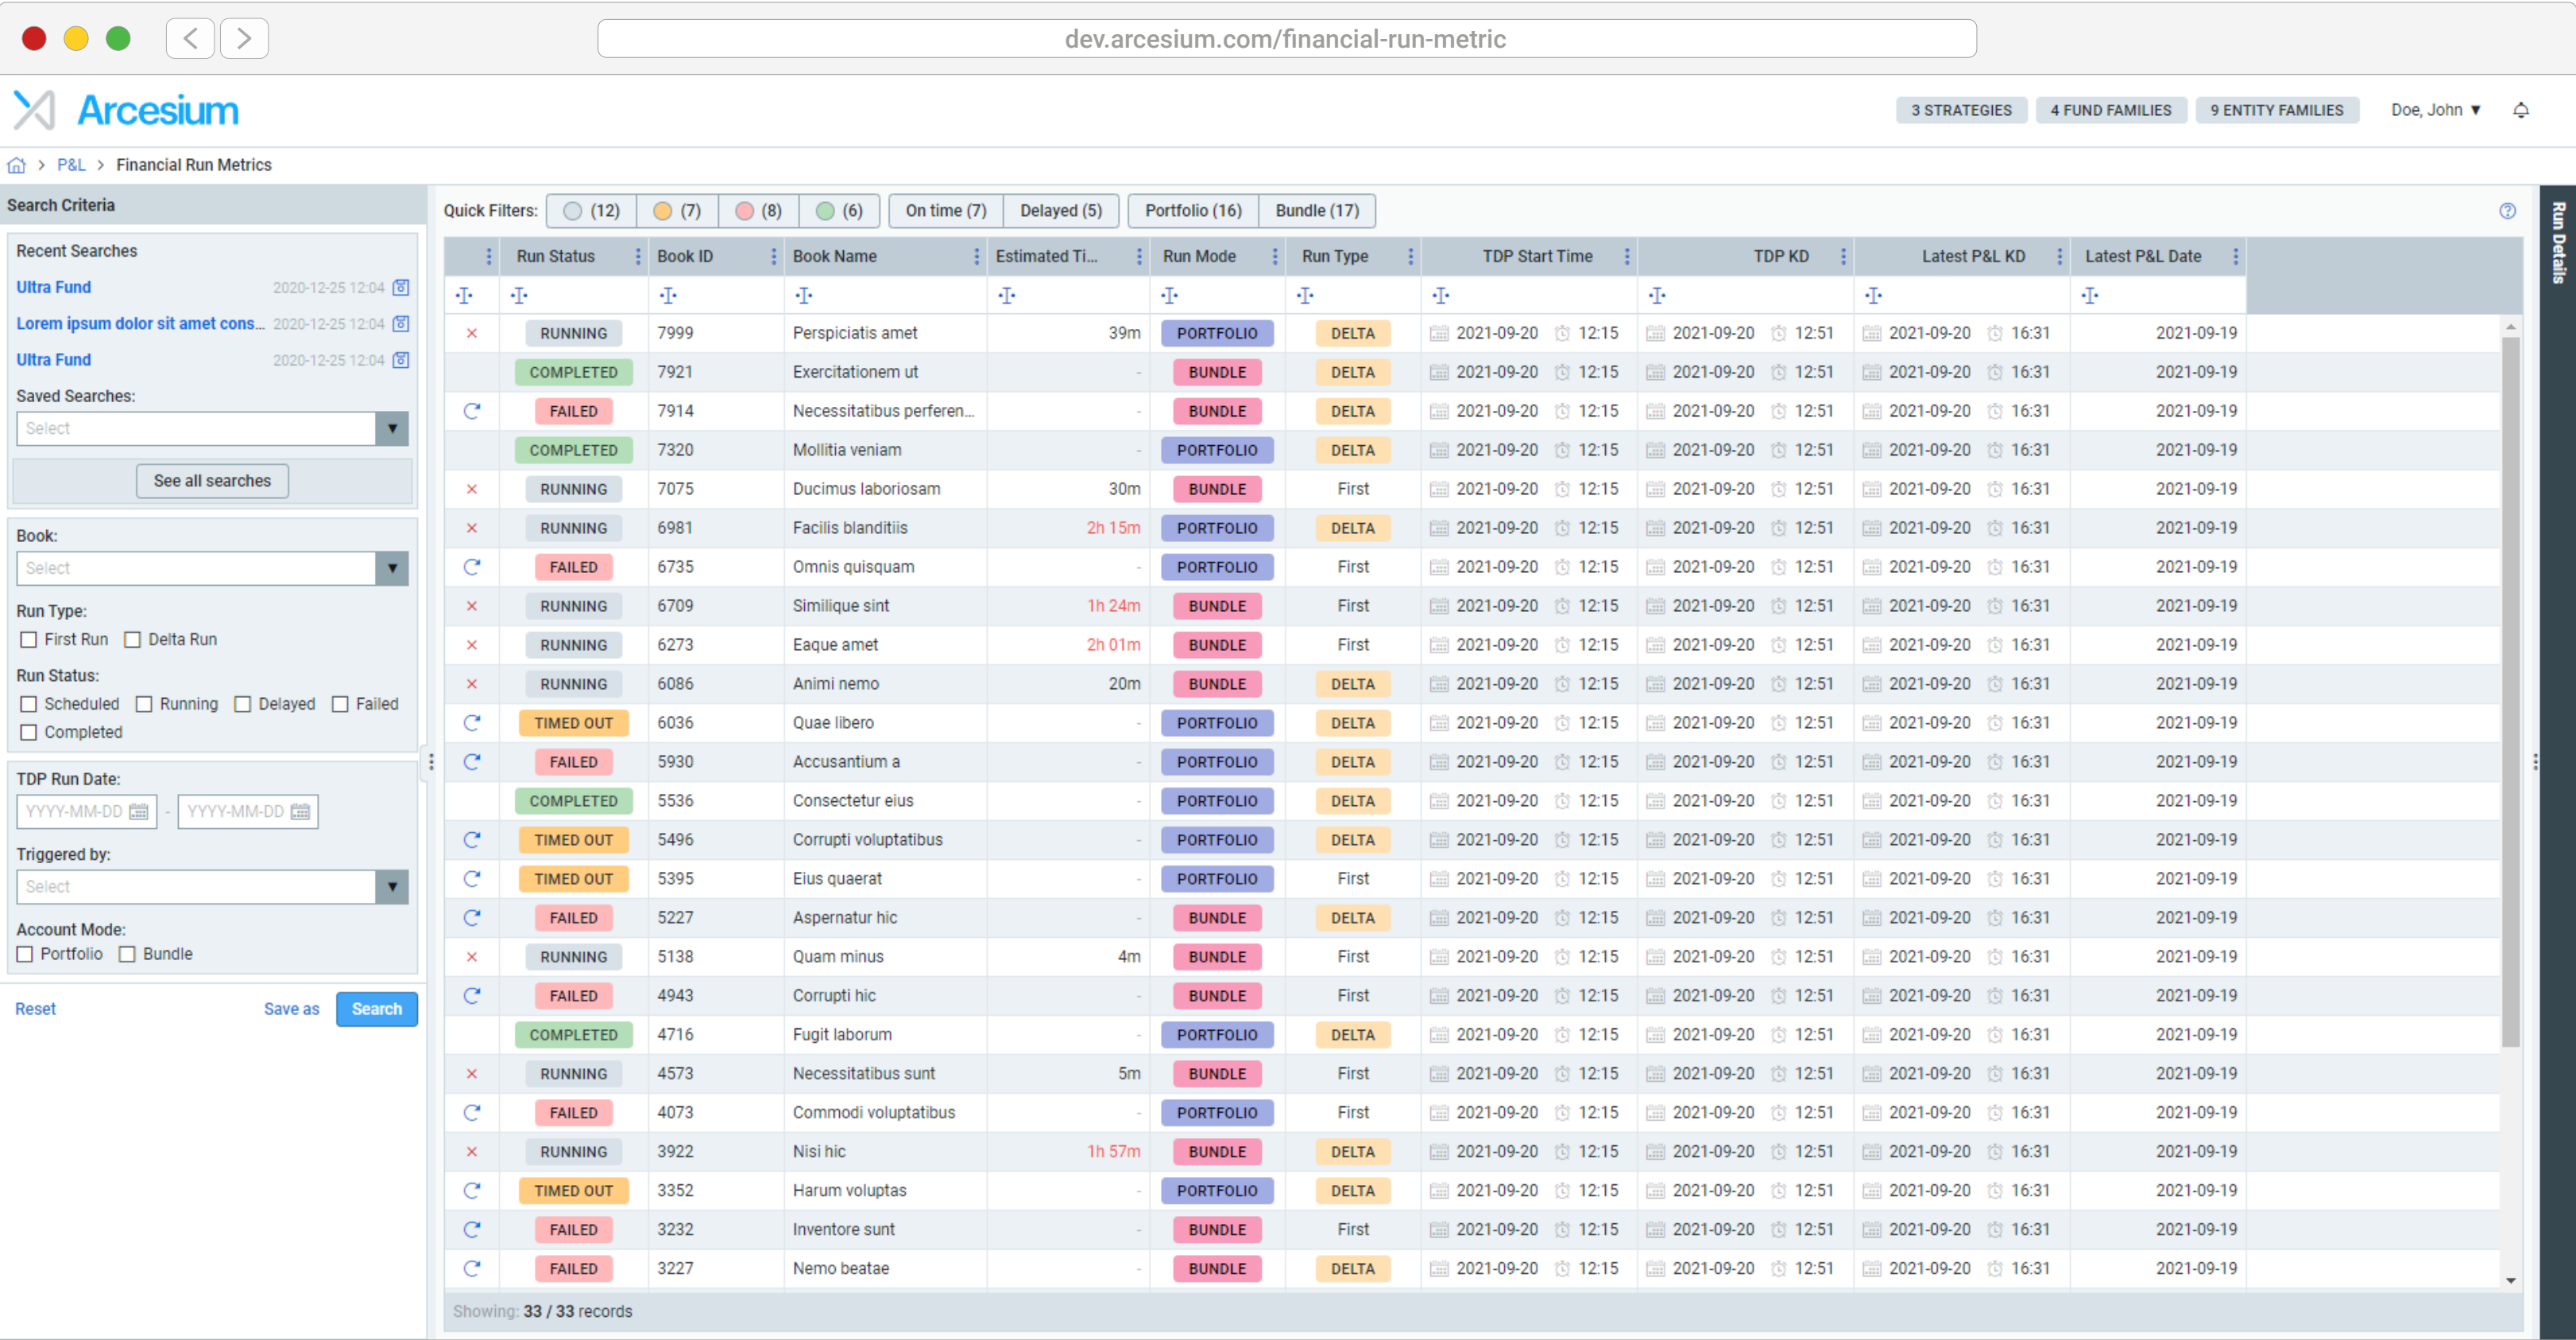 dev.arcesium.com/financial-run-metric
Arcesium
3 STRATEGIES 4 FUND FAMILIES 9 ENTITY FAMILIES Doe, John ▼
> P&L > Financial Run Metrics
Search Criteria
Recent Searches
Ultra Fund 2020-12-25 12:04
Lorem ipsum dolor sit amet cons... 2020-12-25 12:04
Ultra Fund 2020-12-25 12:04
Saved Searches:
Select
See all searches
Book:
Select
Run Type:
First Run Delta Run
Run Status:
Scheduled Running Delayed Failed
Completed
TDP Run Date:
YYYY-MM-DD - YYYY-MM-DD
Triggered by:
Select
Account Mode:
Portfolio Bundle
Reset Save as Search
Quick Filters: (12) (7) (8) (6) On time (7) Delayed (5) Portfolio (16) Bundle (17)
Run Status Book ID Book Name Estimated Ti... Run Mode Run Type TDP Start Time TDP KD Latest P&L KD Latest P&L Date
RUNNING 7999 Perspiciatis amet 39m PORTFOLIO DELTA 2021-09-20 12:15 2021-09-20 12:51 2021-09-20 16:31 2021-09-19
COMPLETED 7921 Exercitationem ut - BUNDLE DELTA 2021-09-20 12:15 2021-09-20 12:51 2021-09-20 16:31 2021-09-19
FAILED 7914 Necessitatibus perferen... - BUNDLE DELTA 2021-09-20 12:15 2021-09-20 12:51 2021-09-20 16:31 2021-09-19
COMPLETED 7320 Mollitia veniam - PORTFOLIO DELTA 2021-09-20 12:15 2021-09-20 12:51 2021-09-20 16:31 2021-09-19
RUNNING 7075 Ducimus laboriosam 30m BUNDLE First 2021-09-20 12:15 2021-09-20 12:51 2021-09-20 16:31 2021-09-19
RUNNING 6981 Facilis blanditiis 2h 15m PORTFOLIO DELTA 2021-09-20 12:15 2021-09-20 12:51 2021-09-20 16:31 2021-09-19
FAILED 6735 Omnis quisquam - PORTFOLIO First 2021-09-20 12:15 2021-09-20 12:51 2021-09-20 16:31 2021-09-19
RUNNING 6709 Similique sint 1h 24m BUNDLE First 2021-09-20 12:15 2021-09-20 12:51 2021-09-20 16:31 2021-09-19
RUNNING 6273 Eaque amet 2h 01m BUNDLE First 2021-09-20 12:15 2021-09-20 12:51 2021-09-20 16:31 2021-09-19
RUNNING 6086 Animi nemo 20m BUNDLE DELTA 2021-09-20 12:15 2021-09-20 12:51 2021-09-20 16:31 2021-09-19
TIMED OUT 6036 Quae libero - PORTFOLIO DELTA 2021-09-20 12:15 2021-09-20 12:51 2021-09-20 16:31 2021-09-19
FAILED 5930 Accusantium a - PORTFOLIO DELTA 2021-09-20 12:15 2021-09-20 12:51 2021-09-20 16:31 2021-09-19
COMPLETED 5536 Consectetur eius - PORTFOLIO DELTA 2021-09-20 12:15 2021-09-20 12:51 2021-09-20 16:31 2021-09-19
TIMED OUT 5496 Corrupti voluptatibus - PORTFOLIO DELTA 2021-09-20 12:15 2021-09-20 12:51 2021-09-20 16:31 2021-09-19
TIMED OUT 5395 Eius quaerat - PORTFOLIO First 2021-09-20 12:15 2021-09-20 12:51 2021-09-20 16:31 2021-09-19
FAILED 5227 Aspernatur hic - BUNDLE DELTA 2021-09-20 12:15 2021-09-20 12:51 2021-09-20 16:31 2021-09-19
RUNNING 5138 Quam minus 4m BUNDLE First 2021-09-20 12:15 2021-09-20 12:51 2021-09-20 16:31 2021-09-19
FAILED 4943 Corrupti hic - BUNDLE First 2021-09-20 12:15 2021-09-20 12:51 2021-09-20 16:31 2021-09-19
COMPLETED 4716 Fugit laborum - PORTFOLIO DELTA 2021-09-20 12:15 2021-09-20 12:51 2021-09-20 16:31 2021-09-19
RUNNING 4573 Necessitatibus sunt 5m BUNDLE First 2021-09-20 12:15 2021-09-20 12:51 2021-09-20 16:31 2021-09-19
FAILED 4073 Commodi voluptatibus - PORTFOLIO First 2021-09-20 12:15 2021-09-20 12:51 2021-09-20 16:31 2021-09-19
RUNNING 3922 Nisi hic 1h 57m BUNDLE DELTA 2021-09-20 12:15 2021-09-20 12:51 2021-09-20 16:31 2021-09-19
TIMED OUT 3352 Harum voluptas - PORTFOLIO DELTA 2021-09-20 12:15 2021-09-20 12:51 2021-09-20 16:31 2021-09-19
FAILED 3232 Inventore sunt - BUNDLE First 2021-09-20 12:15 2021-09-20 12:51 2021-09-20 16:31 2021-09-19
FAILED 3227 Nemo beatae - BUNDLE DELTA 2021-09-20 12:15 2021-09-20 12:51 2021-09-20 16:31 2021-09-19
Showing: 33 / 33 records
Run Details